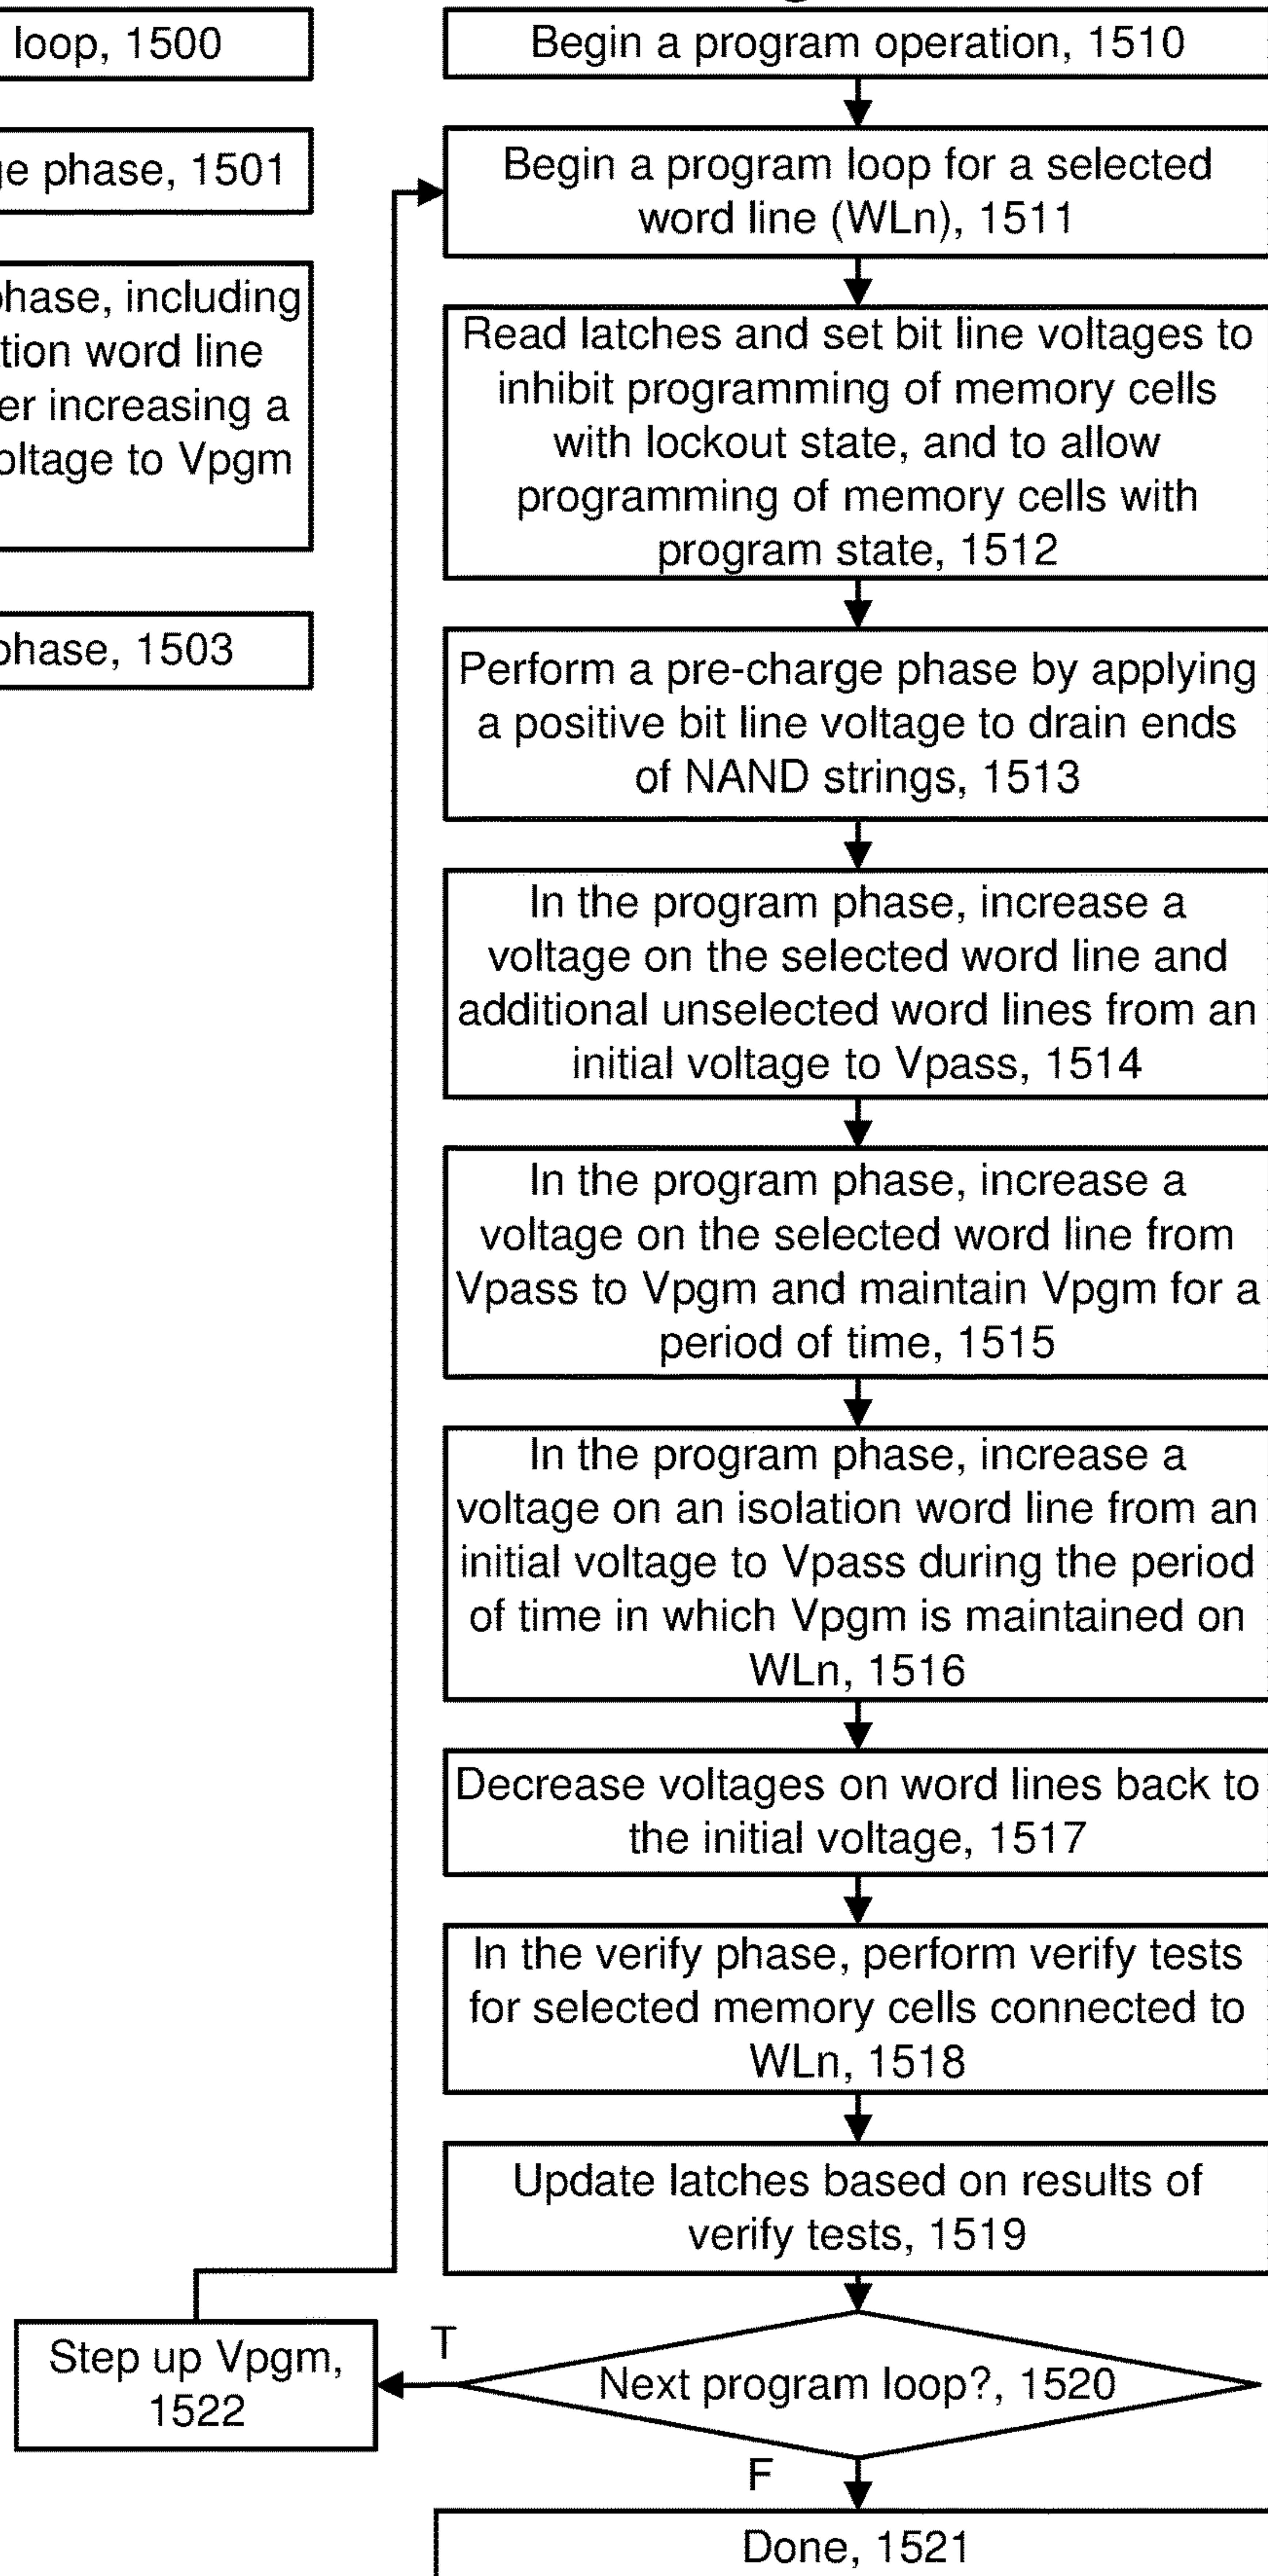 loop, 1500
phase, 1501
phase, including
word line
increasing a
to Vpgm
phase, 1503
Begin a program operation, 1510
Begin a program loop for a selected
word line (WLn), 1511
Read latches and set bit line voltages to
inhibit programming of memory cells
with lockout state, and to allow
programming of memory cells with
program state, 1512
Perform a pre-charge phase by applying
a positive bit line voltage to drain ends
of NAND strings, 1513
In the program phase, increase a
voltage on the selected word line and
additional unselected word lines from an
initial voltage to Vpass, 1514
In the program phase, increase a
voltage on the selected word line from
Vpass to Vpgm and maintain Vpgm for a
period of time, 1515
In the program phase, increase a
voltage on an isolation word line from an
initial voltage to Vpass during the period
of time in which Vpgm is maintained on
WLn, 1516
Decrease voltages on word lines back to
the initial voltage, 1517
In the verify phase, perform verify tests
for selected memory cells connected to
WLn, 1518
Update latches based on results of
verify tests, 1519
Next program loop?, 1520
T
Step up Vpgm,
1522
F
Done, 1521